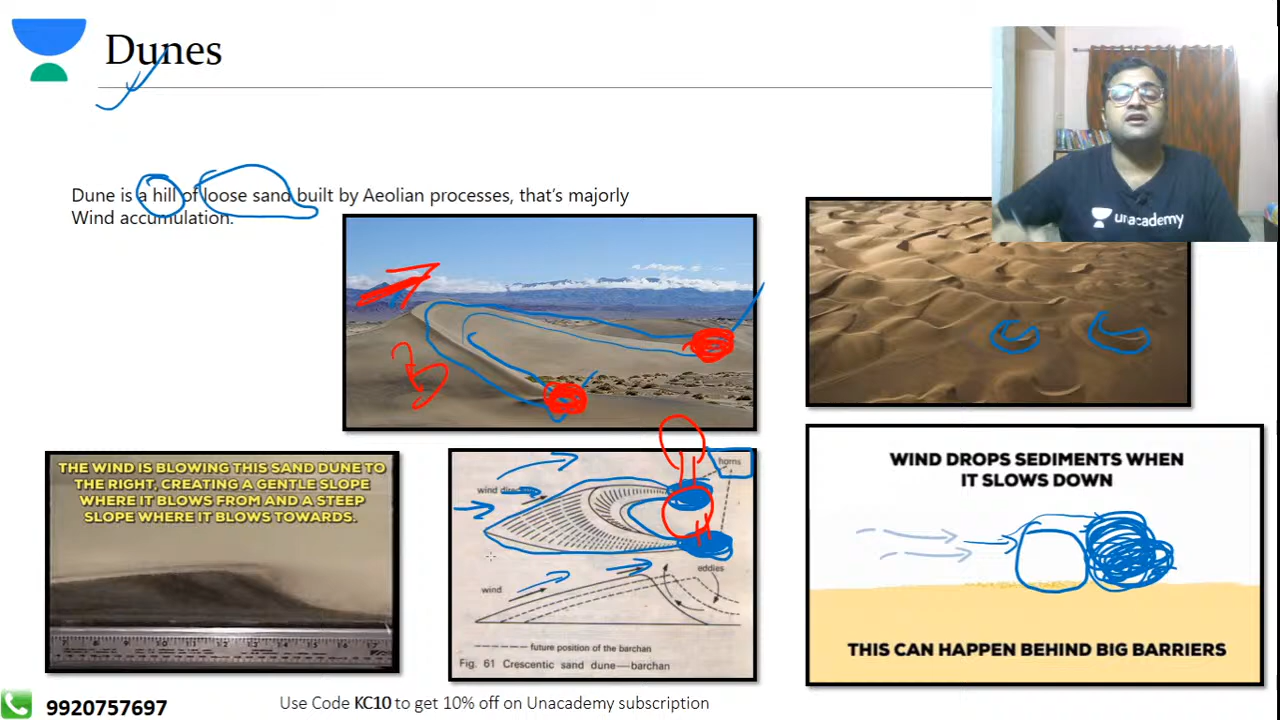 Dunes
Dune is a hill of loose sand built by Aeolian processes, that's majorly
Wind accumulation.
unacademy
THE WIND IS BLOWING THIS SAND DUNE TO
THE RIGHT, CREATING A GENTLE SLOPE
WHERE IT BLOWS FROM AND A STEEP
SLOPE WHERE IT BLOWS TOWARDS.
horns
wind direction
eddies
wind
future position of the barchan
Fig. 61 Crescentic sand dune—barchan
WIND DROPS SEDIMENTS WHEN
IT SLOWS DOWN
THIS CAN HAPPEN BEHIND BIG BARRIERS
9920757697
Use Code KC10 to get 10% off on Unacademy subscription